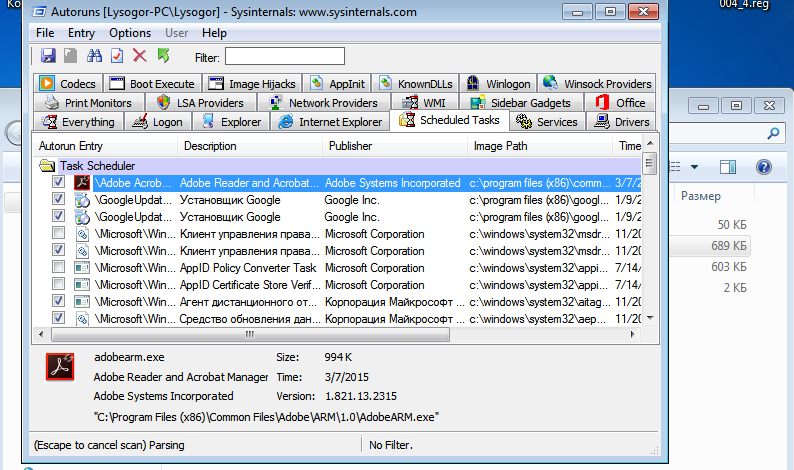 Ко
004_4.reg
Autoruns [Lysogor-PC\Lysogor] - Sysinternals: www.sysinternals.com
File Entry Options User Help
Filter:
Codecs Boot Execute Image Hijacks AppInit KnownDLLs Winlogon Winsock Providers
Print Monitors LSA Providers Network Providers WMI Sidebar Gadgets Office
Everything Logon Explorer Internet Explorer Scheduled Tasks Services Drivers
Autorun Entry Description Publisher Image Path Time
Task Scheduler
\Adobe Acrob... Adobe Reader and Acrobat... Adobe Systems Incorporated c:\program files (x86)\comm... 3/7/2
\GoogleUpdat... Установщик Google Google Inc. c:\program files (x86)\googl... 1/9/2
\GoogleUpdat... Установщик Google Google Inc. c:\program files (x86)\googl... 1/9/2
\Microsoft\Win... Клиент управления права... Microsoft Corporation c:\windows\system32\msdr... 11/20
\Microsoft\Win... Клиент управления права... Microsoft Corporation c:\windows\system32\msdr... 11/20
\Microsoft\Win... AppID Policy Converter Task Microsoft Corporation c:\windows\system32\appi... 7/14/
\Microsoft\Win... AppID Certificate Store Verif... Microsoft Corporation c:\windows\system32\appi... 7/14/
\Microsoft\Win... Агент дистанционного от... Корпорация Майкрософт c:\windows\system32\aitag... 11/20
\Microsoft\Win... Средство обновления дан... Microsoft Corporation c:\windows\system32\aep... 11/20
adobearm.exe Size: 994 K
Adobe Reader and Acrobat Manager Time: 3/7/2015
Adobe Systems Incorporated Version: 1.821.13.2315
"C:\Program Files (x86)\Common Files\Adobe\ARM\1.0\AdobeARM.exe"
(Escape to cancel scan) Parsing No Filter.
Размер
50 КБ
689 КБ
603 КБ
2 КБ